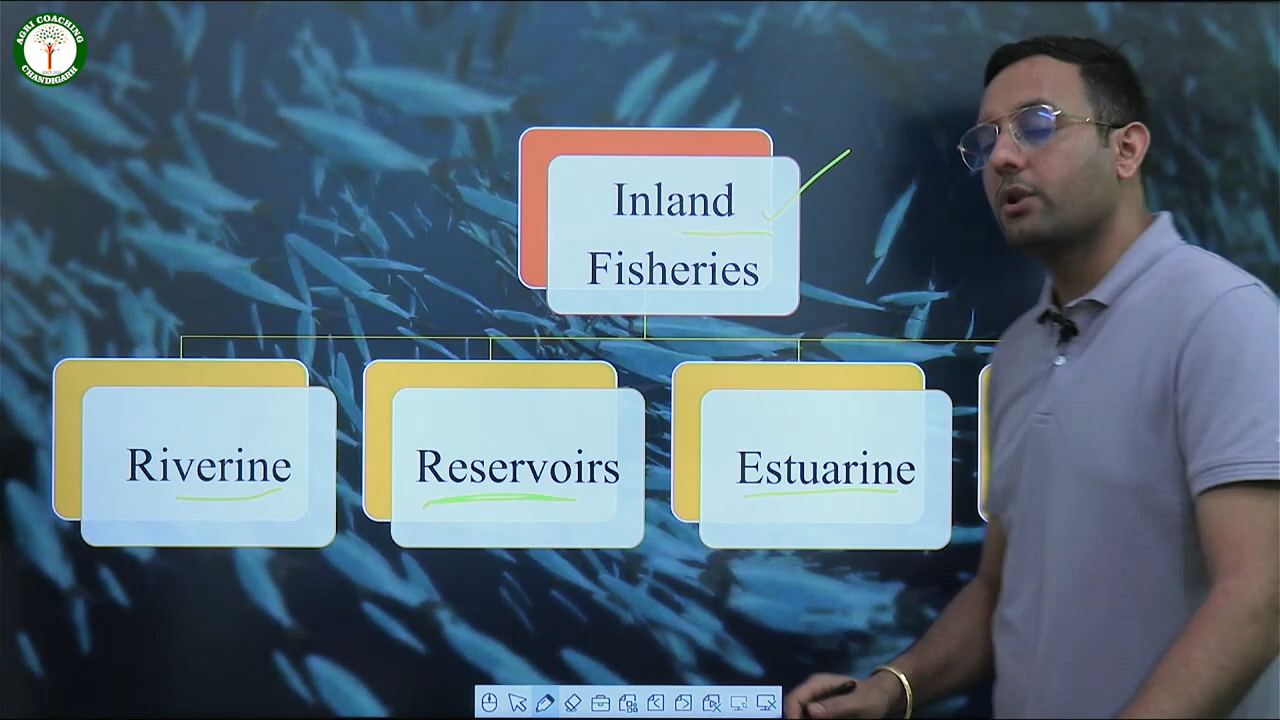 AGRI COACHING
CHANDIGARH
Inland
Fisheries
Riverine
Reservoirs
Estuarine